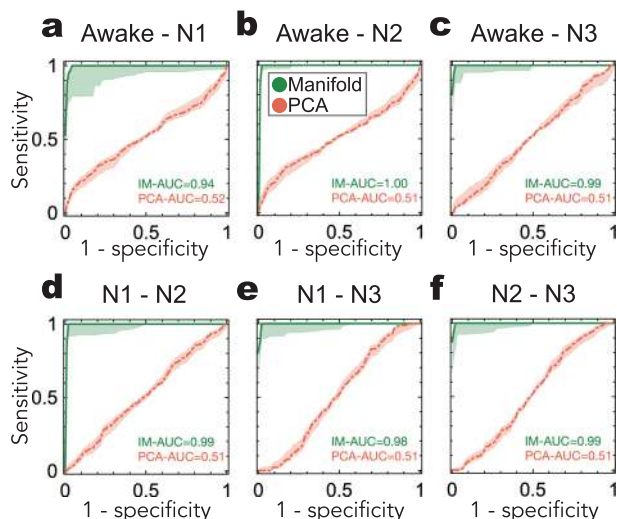 a Awake - N1
b Awake - N2
c Awake - N3
Sensitivity
1
0.5
0
Manifold
PCA
IM-AUC=0.94
PCA-AUC=0.52
IM-AUC=1.00
PCA-AUC=0.51
IM-AUC=0.99
PCA-AUC=0.51
0 0.5 1
0 0.5 1
0 0.5 1
1 - specificity
1 - specificity
1 - specificity
d N1 - N2
e N1 - N3
f N2 - N3
Sensitivity
1
0.5
0
IM-AUC=0.99
PCA-AUC=0.51
IM-AUC=0.98
PCA-AUC=0.51
IM-AUC=0.99
PCA-AUC=0.51
0 0.5 1
0 0.5 1
0 0.5 1
1 - specificity
1 - specificity
1 - specificity